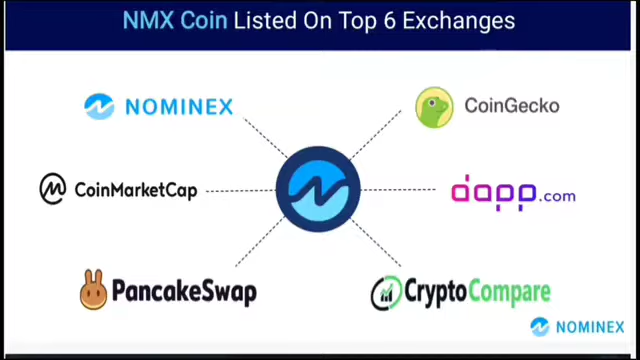 NMX Coin Listed On Top 6 Exchanges
NOMINEX
CoinGecko
CoinMarketCap
dapp.com
PancakeSwap
CryptoCompare
NOMINEX